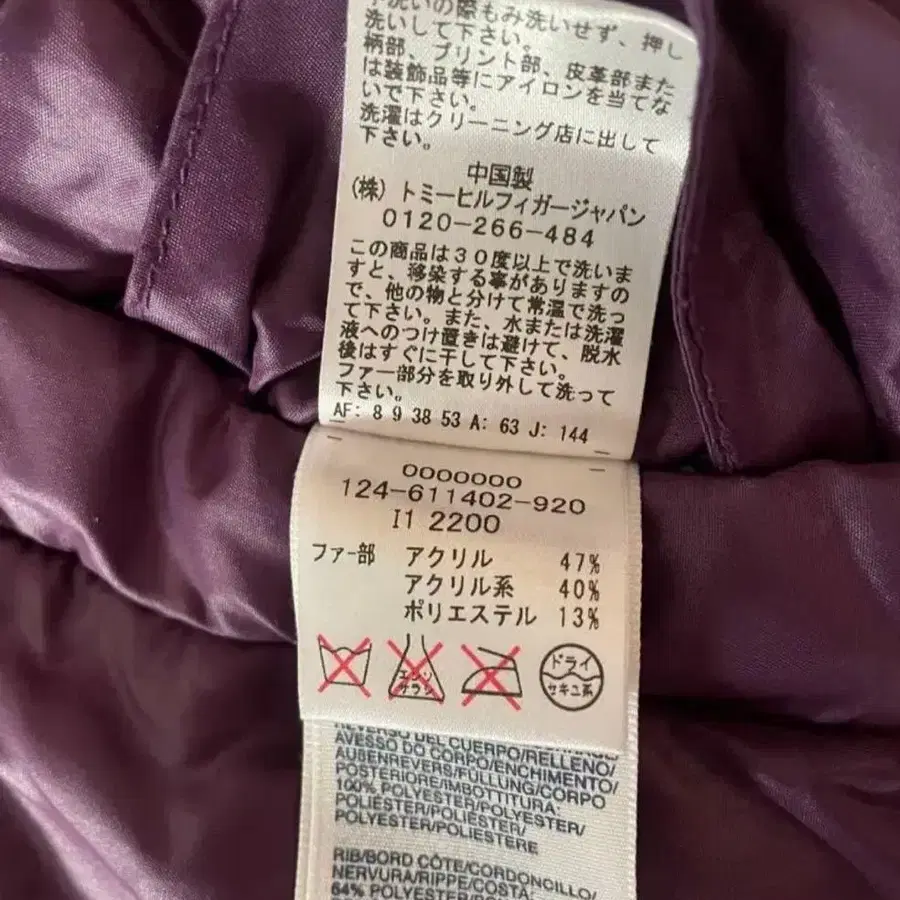 手洗いの際もみ洗いせず、押し
洗いして下さい。
柄部、プリント部、皮革部また
は装飾品等にアイロンを当てな
いで下さい。
洗濯はクリーニング店に出して
下さい。
中国製
(株) トミーヒルフィガージャパン
0120-266-484
この商品は30度以上で洗いま
すと、移染する事がありますの
で、他の物と分けて常温で洗っ
て下さい。また、水または洗濯
液へのつけ置きは避けて、脱水
後はすぐに干して下さい。
ファー部分を取り外して洗って
下さい。
AF: 8 9 38 53 A: 63 J: 144
0000000
124-611402-920
I1 2200
ファー部 アクリル 47%
アクリル系 40%
ポリエステル 13%
エンソ
サラシ
ドライ
セキユ系
REVERSO DEL CUERPO/RELLENO/
AVESSO DO CORPO/ENCHIMENTO/
AUßENREVERS/FÜLLUNG/CORPO
POSTERIORE/IMBOTTITURA:
100% POLYESTER/POLYESTER/
POLIÉSTER/POLIÉSTER/
POLYESTER/POLIESTERE
RIB/BORD CÔTE/CORDONCILLO/
NERVURA/RIPPE/COSTA:
64% POLYESTER/POLYESTER/